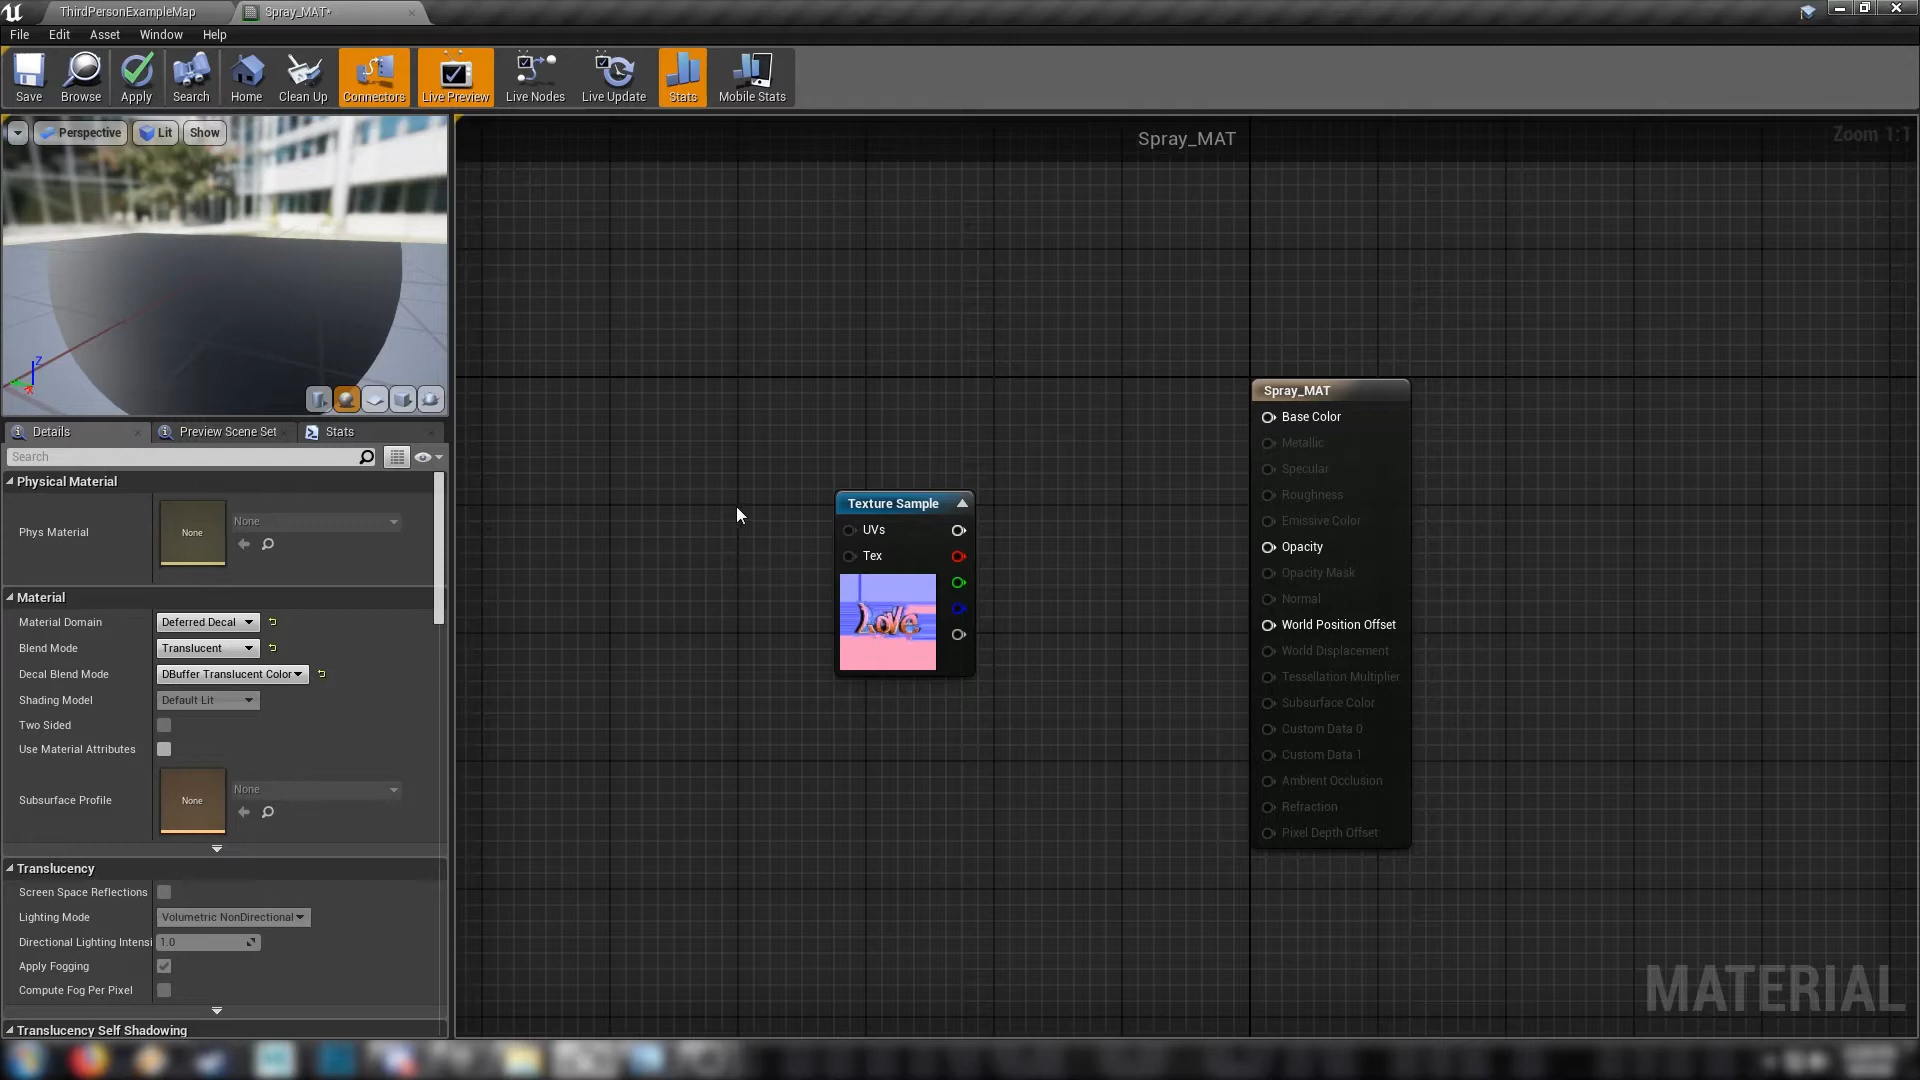 ThirdPersonExampleMap
Spray_MAT•
File Edit Asset Window Help
Save Browse Apply Search Home Clean Up Connectors Live Preview Live Nodes Live Update Stats Mobile Stats
Perspective Lit Show
Z
X
Spray_MAT
Zoom 1:1
Details
Preview Scene Set
Stats
Search
Physical Material
Phys Material
None
None
Material
Material Domain Deferred Decal
Blend Mode Translucent
Decal Blend Mode DBuffer Translucent Color
Shading Model Default Lit
Two Sided
Use Material Attributes
Subsurface Profile
None
None
Translucency
Screen Space Reflections
Lighting Mode Volumetric NonDirectional
Directional Lighting Intensi 1.0
Apply Fogging
Compute Fog Per Pixel
Translucency Self Shadowing
Texture Sample
UVs
Tex
Love
Spray_MAT
Base Color
Metallic
Specular
Roughness
Emissive Color
Opacity
Opacity Mask
Normal
World Position Offset
World Displacement
Tessellation Multiplier
Subsurface Color
Custom Data 0
Custom Data 1
Ambient Occlusion
Refraction
Pixel Depth Offset
MATERIAL